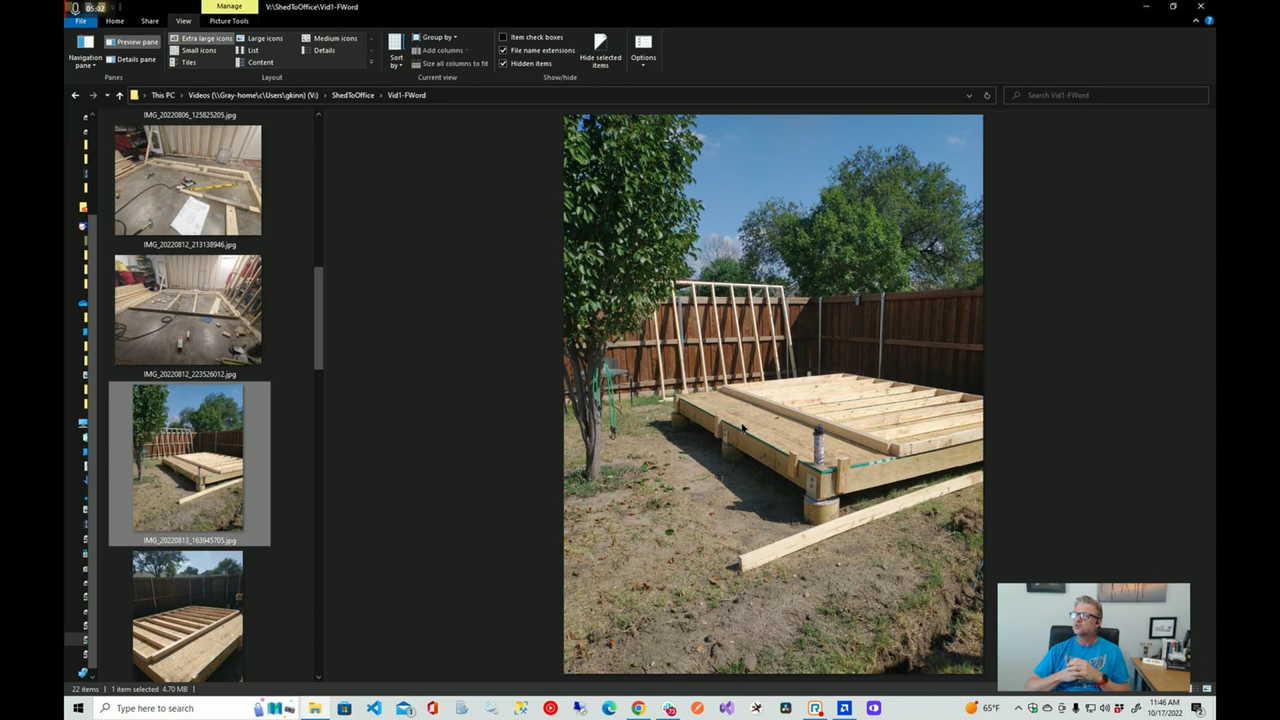 05:02
Manage
V:\ShedToOffice\Vid1-FWord
File
Home
Share
View
Picture Tools
Navigation pane
Preview pane
Details pane
Panes
Extra large icons
Large icons
Medium icons
Small icons
List
Details
Tiles
Content
Layout
Sort by
Group by
Add columns
Size all columns to fit
Current view
Item check boxes
File name extensions
Hidden items
Hide selected items
Show/hide
Options
This PC
Videos (\\Gray-home\c\Users\gkinn) (V:)
ShedToOffice
Vid1-FWord
Search Vid1-FWord
IMG_20220806_125825205.jpg
IMG_20220812_213138946.jpg
IMG_20220812_223526012.jpg
IMG_20220813_163945705.jpg
22 items
1 item selected 4.70 MB
Type here to search
65°F
11:46 AM
10/17/2022